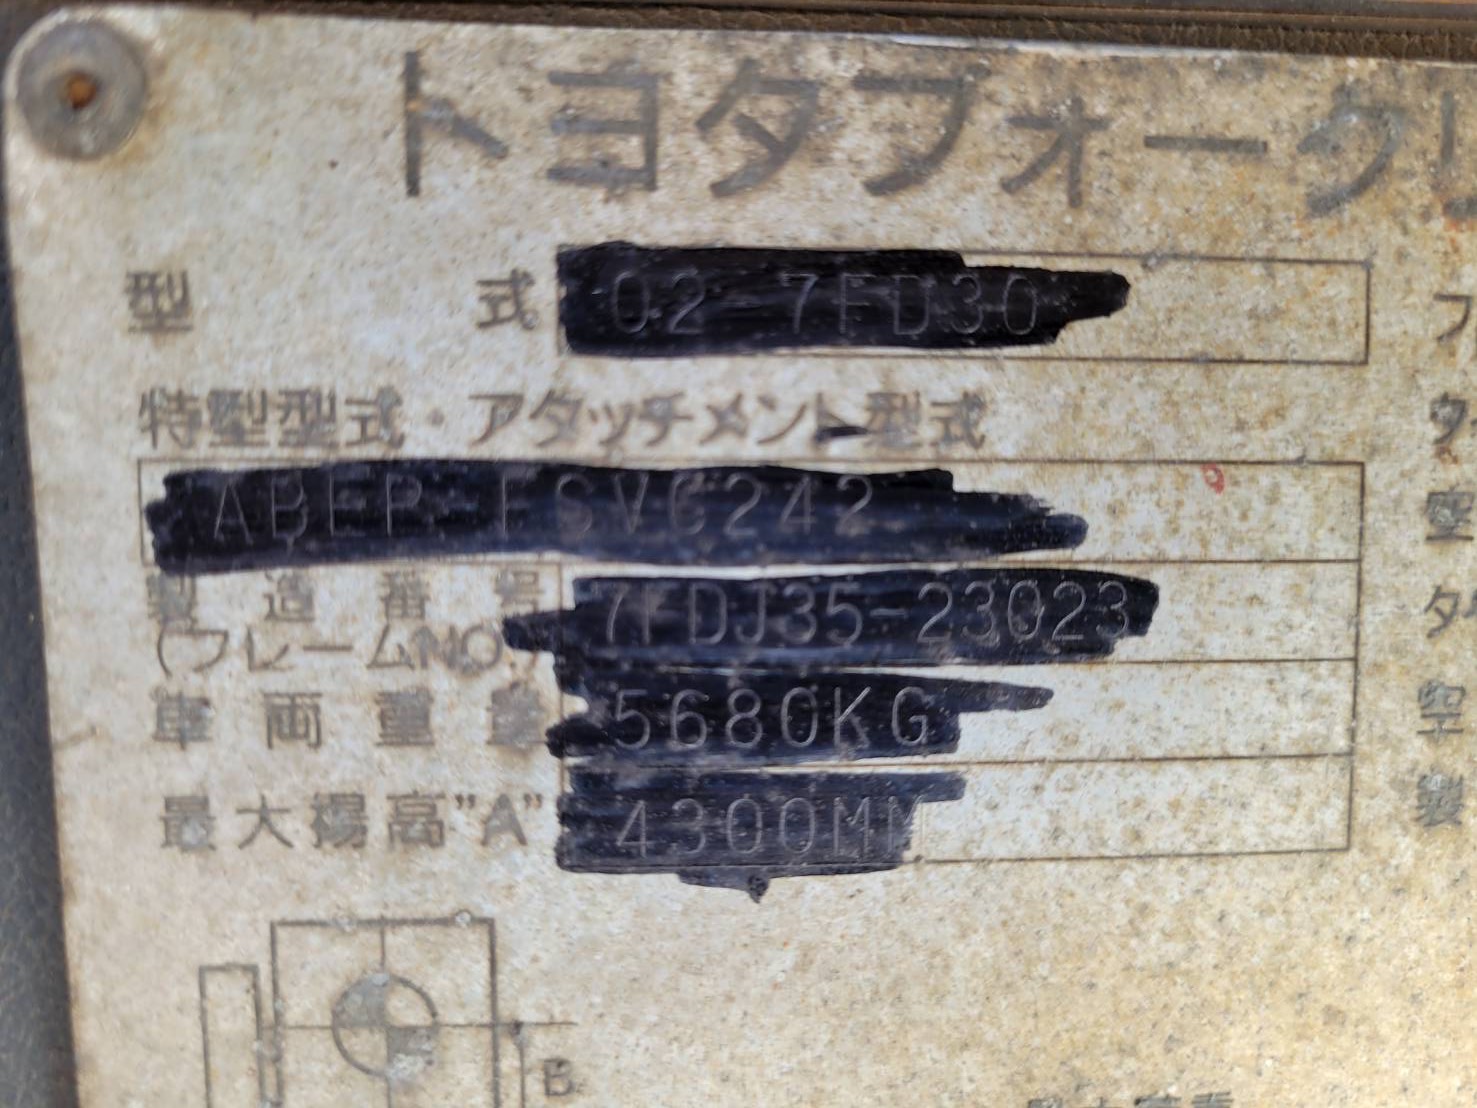 トヨタフォークリ
型 式 02-7FD30
特型型式・アタッチメント型式
ABEP-FSVC242
製造番号
(フレームNO.) 7FDJ35-23023
車両重量 5680KG
最大揚高"A" 4300MM
B